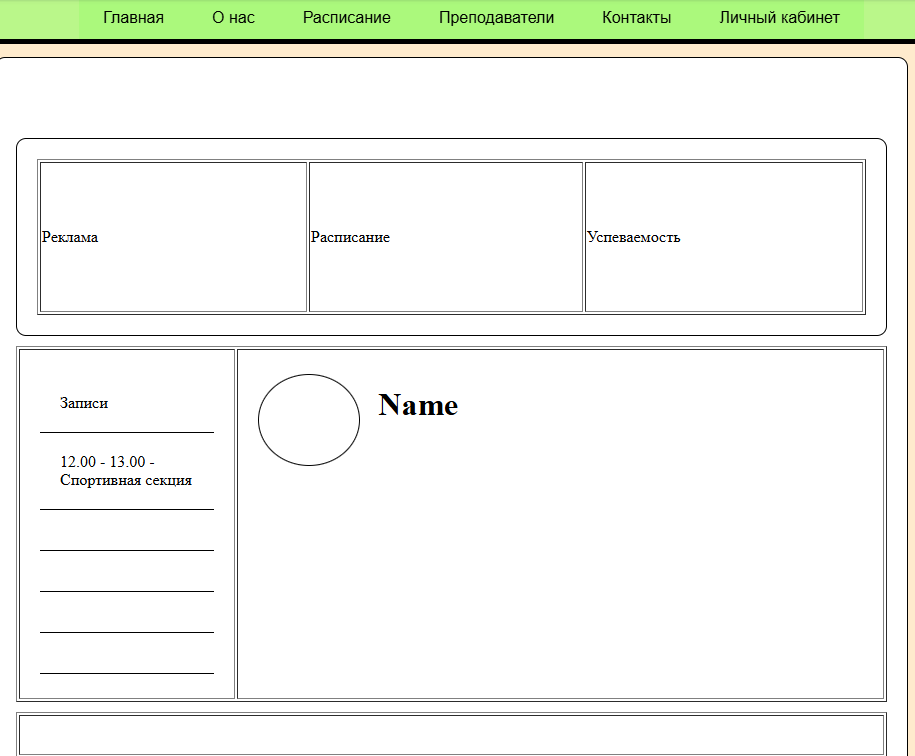 Главная О нас Расписание Преподаватели Контакты Личный кабинет
Реклама Расписание Успеваемость
Name
Записи
12.00 - 13.00 -
Спортивная секция